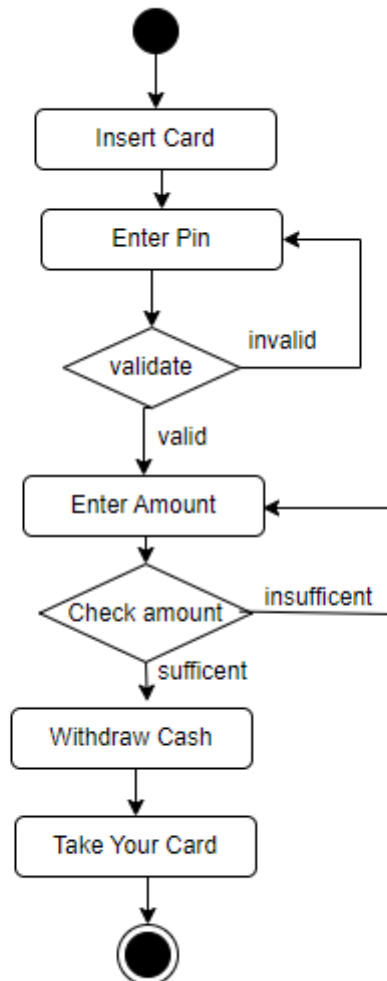 Insert Card
Enter Pin
invalid
validate
valid
Enter Amount
insufficent
Check amount
sufficent
Withdraw Cash
Take Your Card